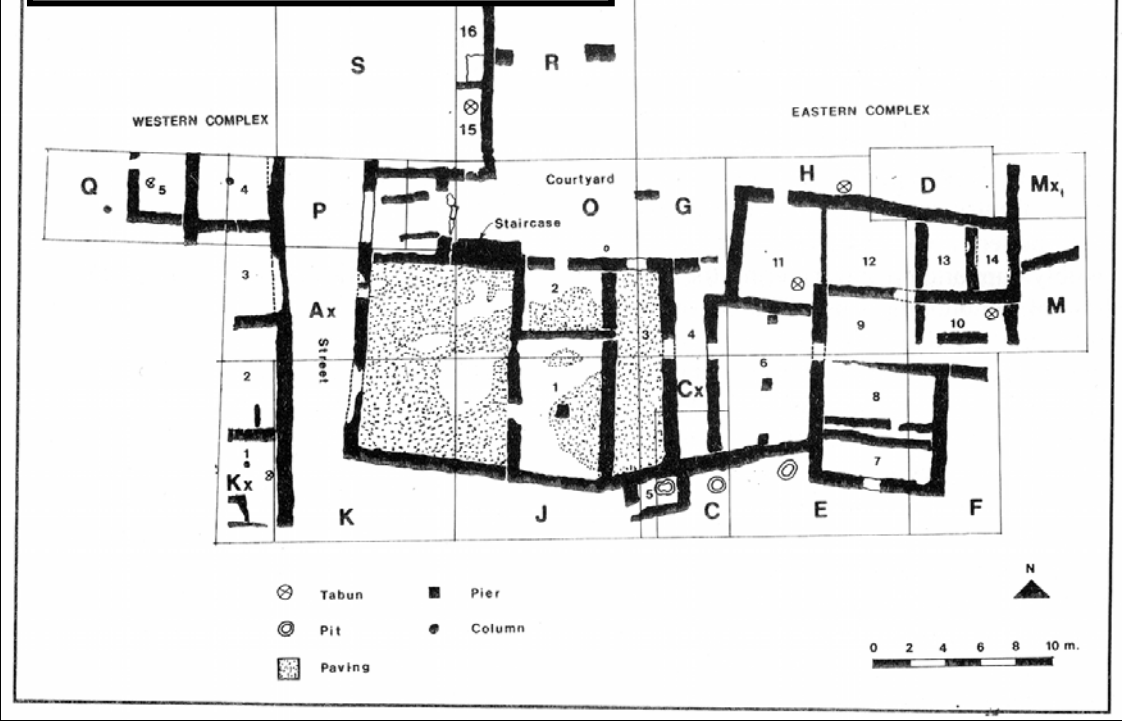 16
S
R
15
WESTERN COMPLEX
EASTERN COMPLEX
Q
5
4
P
Courtyard
O
G
H
D
Mx1
Staircase
3
11
12
13
14
2
Ax
Street
3
4
9
10
M
2
1
Cx
6
8
1
Kx
7
5
K
J
C
E
F
Tabun
Pier
N
Pit
Column
0 2 4 6 8 10 m.
Paving